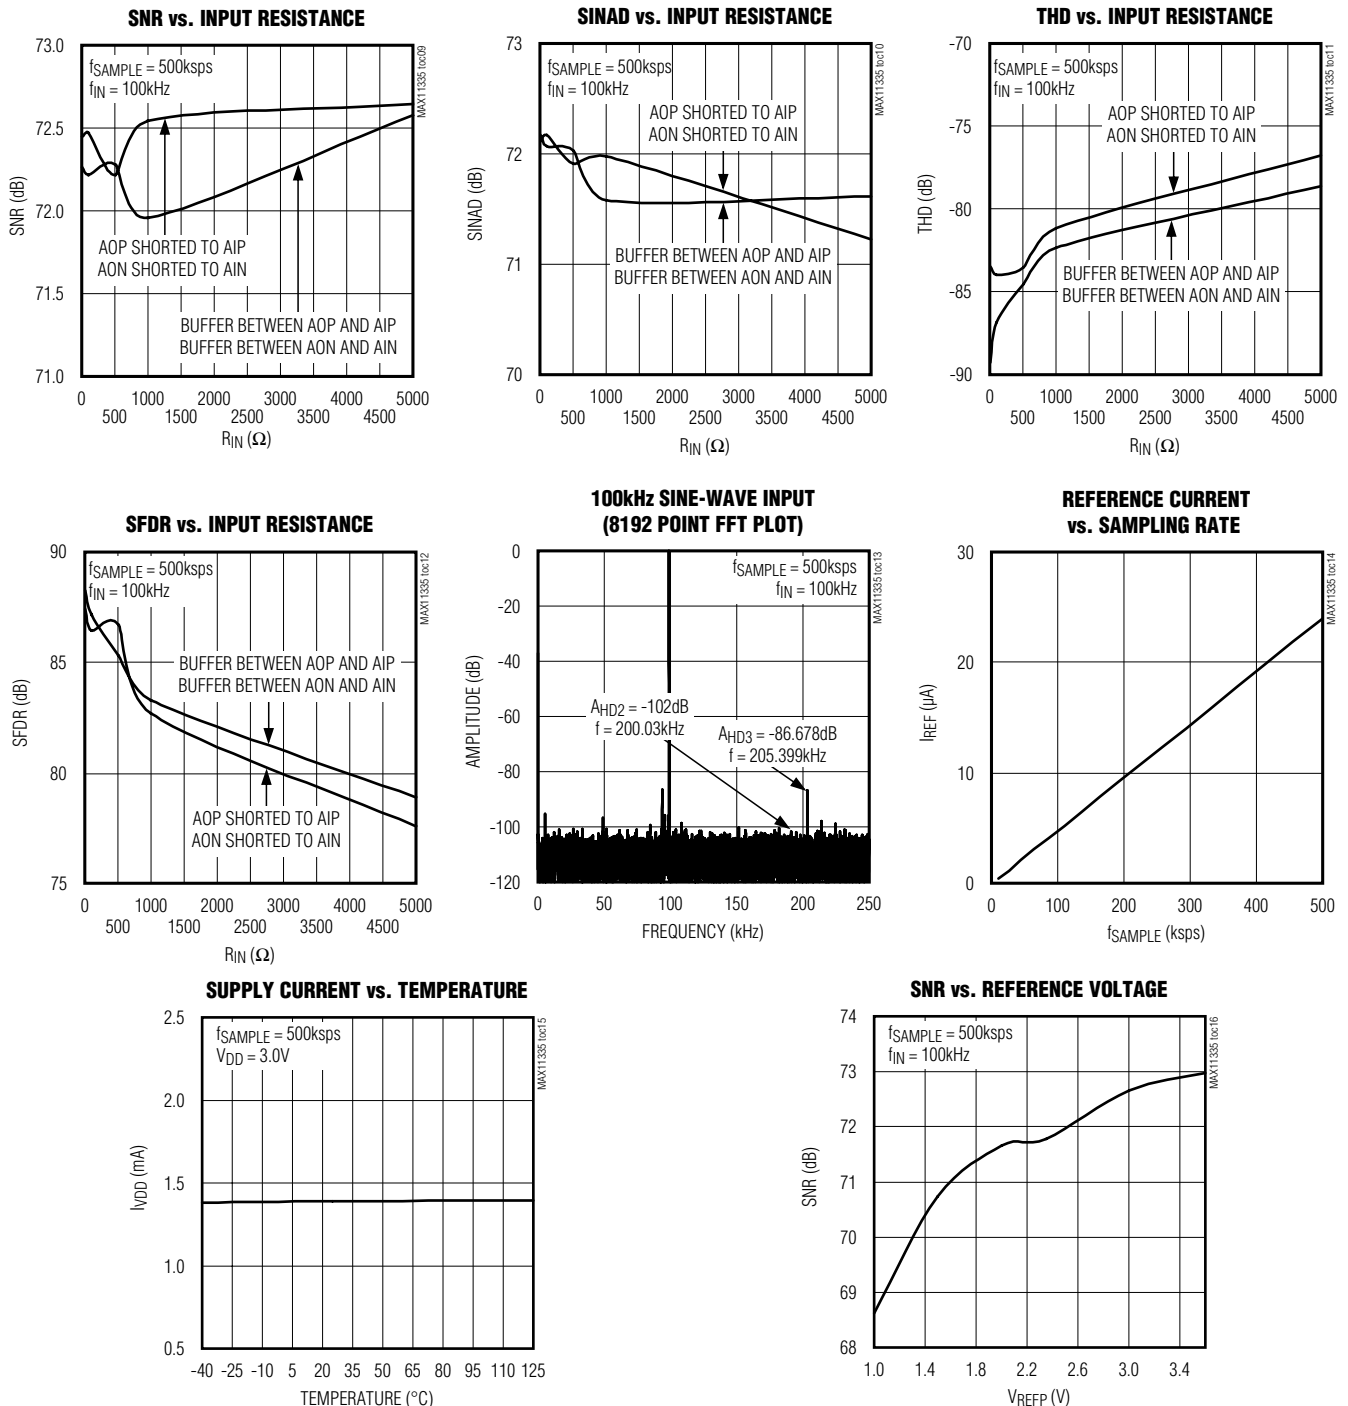 SNR vs. INPUT RESISTANCE
73.0
72.5
72.0
71.5
71.0
SNR (dB)
fSAMPLE = 500ksps
fIN = 100kHz
AOP SHORTED TO AIP
AON SHORTED TO AIN
BUFFER BETWEEN AOP AND AIP
BUFFER BETWEEN AON AND AIN
MAX11335 toc09
0 1000 2000 3000 4000 5000
500 1500 2500 3500 4500
RIN (Ω)
SINAD vs. INPUT RESISTANCE
73
72
71
70
SINAD (dB)
fSAMPLE = 500ksps
fIN = 100kHz
AOP SHORTED TO AIP
AON SHORTED TO AIN
BUFFER BETWEEN AOP AND AIP
BUFFER BETWEEN AON AND AIN
MAX11335 toc10
0 1000 2000 3000 4000 5000
500 1500 2500 3500 4500
RIN (Ω)
THD vs. INPUT RESISTANCE
-70
-75
-80
-85
-90
THD (dB)
fSAMPLE = 500ksps
fIN = 100kHz
AOP SHORTED TO AIP
AON SHORTED TO AIN
BUFFER BETWEEN AOP AND AIP
BUFFER BETWEEN AON AND AIN
MAX11335 toc11
0 1000 2000 3000 4000 5000
500 1500 2500 3500 4500
RIN (Ω)
SFDR vs. INPUT RESISTANCE
90
85
80
75
SFDR (dB)
fSAMPLE = 500ksps
fIN = 100kHz
BUFFER BETWEEN AOP AND AIP
BUFFER BETWEEN AON AND AIN
AOP SHORTED TO AIP
AON SHORTED TO AIN
MAX11335 toc12
0 1000 2000 3000 4000 5000
500 1500 2500 3500 4500
RIN (Ω)
100kHz SINE-WAVE INPUT
(8192 POINT FFT PLOT)
0
-20
-40
-60
-80
-100
-120
AMPLITUDE (dB)
fSAMPLE = 500ksps
fIN = 100kHz
AHD2 = -102dB
f = 200.03kHz
AHD3 = -86.678dB
f = 205.399kHz
MAX11335 toc13
0 50 100 150 200 250
FREQUENCY (kHz)
REFERENCE CURRENT
vs. SAMPLING RATE
30
20
10
0
IREF (µA)
MAX11335 toc14
0 100 200 300 400 500
fSAMPLE (ksps)
SUPPLY CURRENT vs. TEMPERATURE
2.5
2.0
1.5
1.0
0.5
IVDD (mA)
fSAMPLE = 500ksps
VDD = 3.0V
MAX11335 toc15
-40 -25 -10 5 20 35 50 65 80 95 110 125
TEMPERATURE (°C)
SNR vs. REFERENCE VOLTAGE
74
73
72
71
70
69
68
SNR (dB)
fSAMPLE = 500ksps
fIN = 100kHz
MAX11335 toc16
1.0 1.4 1.8 2.2 2.6 3.0 3.4
VREFP (V)